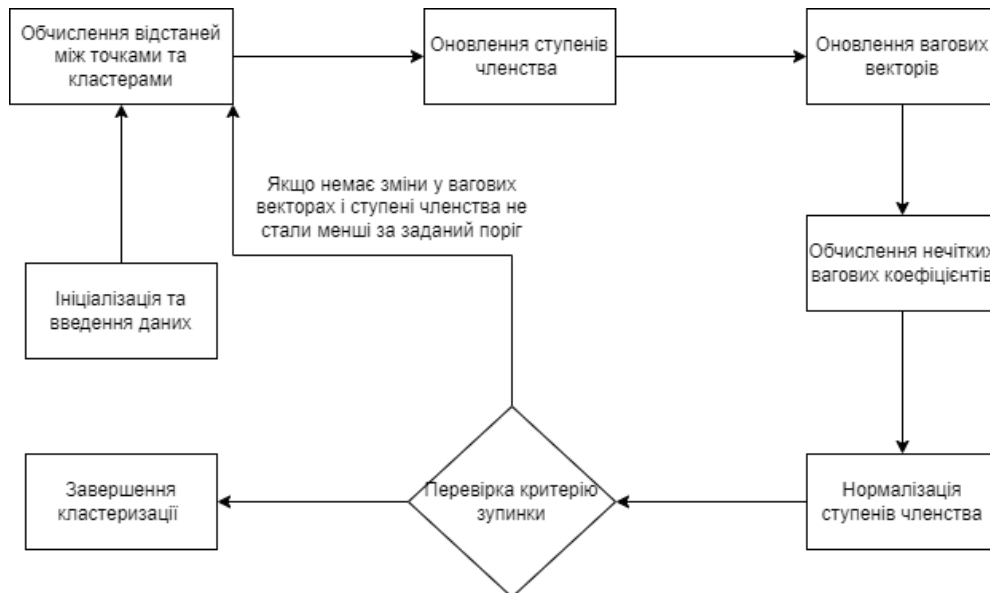 Обчислення відстаней
між точками та
кластерами
Оновлення ступенів
членства
Оновлення вагових
векторів
Якщо немає зміни у вагових
векторах і ступені членства не
стали менші за заданий поріг
Обчислення нечітких
вагових коефіцієнтів
Ініціалізація та
введення даних
Завершення
кластеризації
Перевірка критерію
зупинки
Нормалізація
ступенів членства